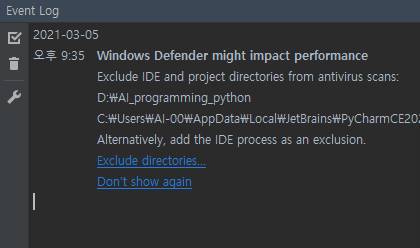 Event Log
2021-03-05
오후 9:35 Windows Defender might impact performance
Exclude IDE and project directories from antivirus scans:
D:₩AI_programming_python
C:₩Users₩AI-00₩AppData₩Local₩JetBrains₩PyCharmCE202
Alternatively, add the IDE process as an exclusion.
Exclude directories...
Don't show again